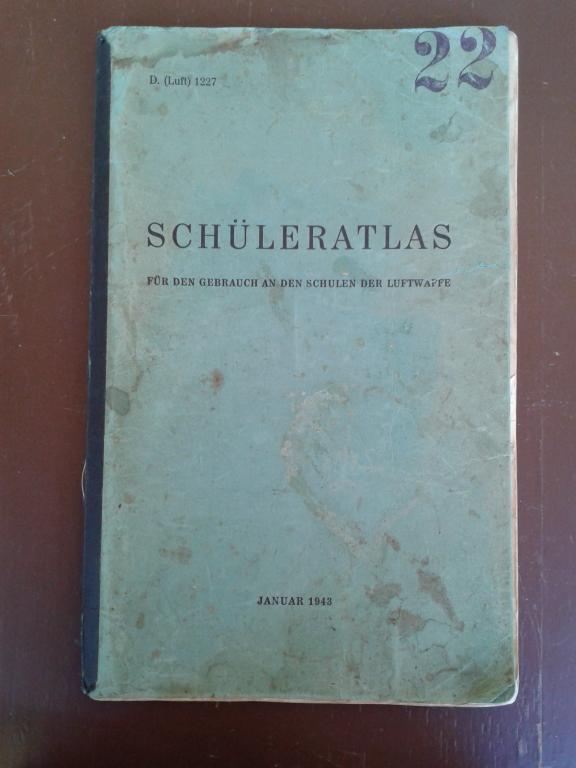 22
D. (Luft) 1227
SCHÜLERATLAS
FÜR DEN GEBRAUCH AN DEN SCHULEN DER LUFTWAFFE
JANUAR 1943